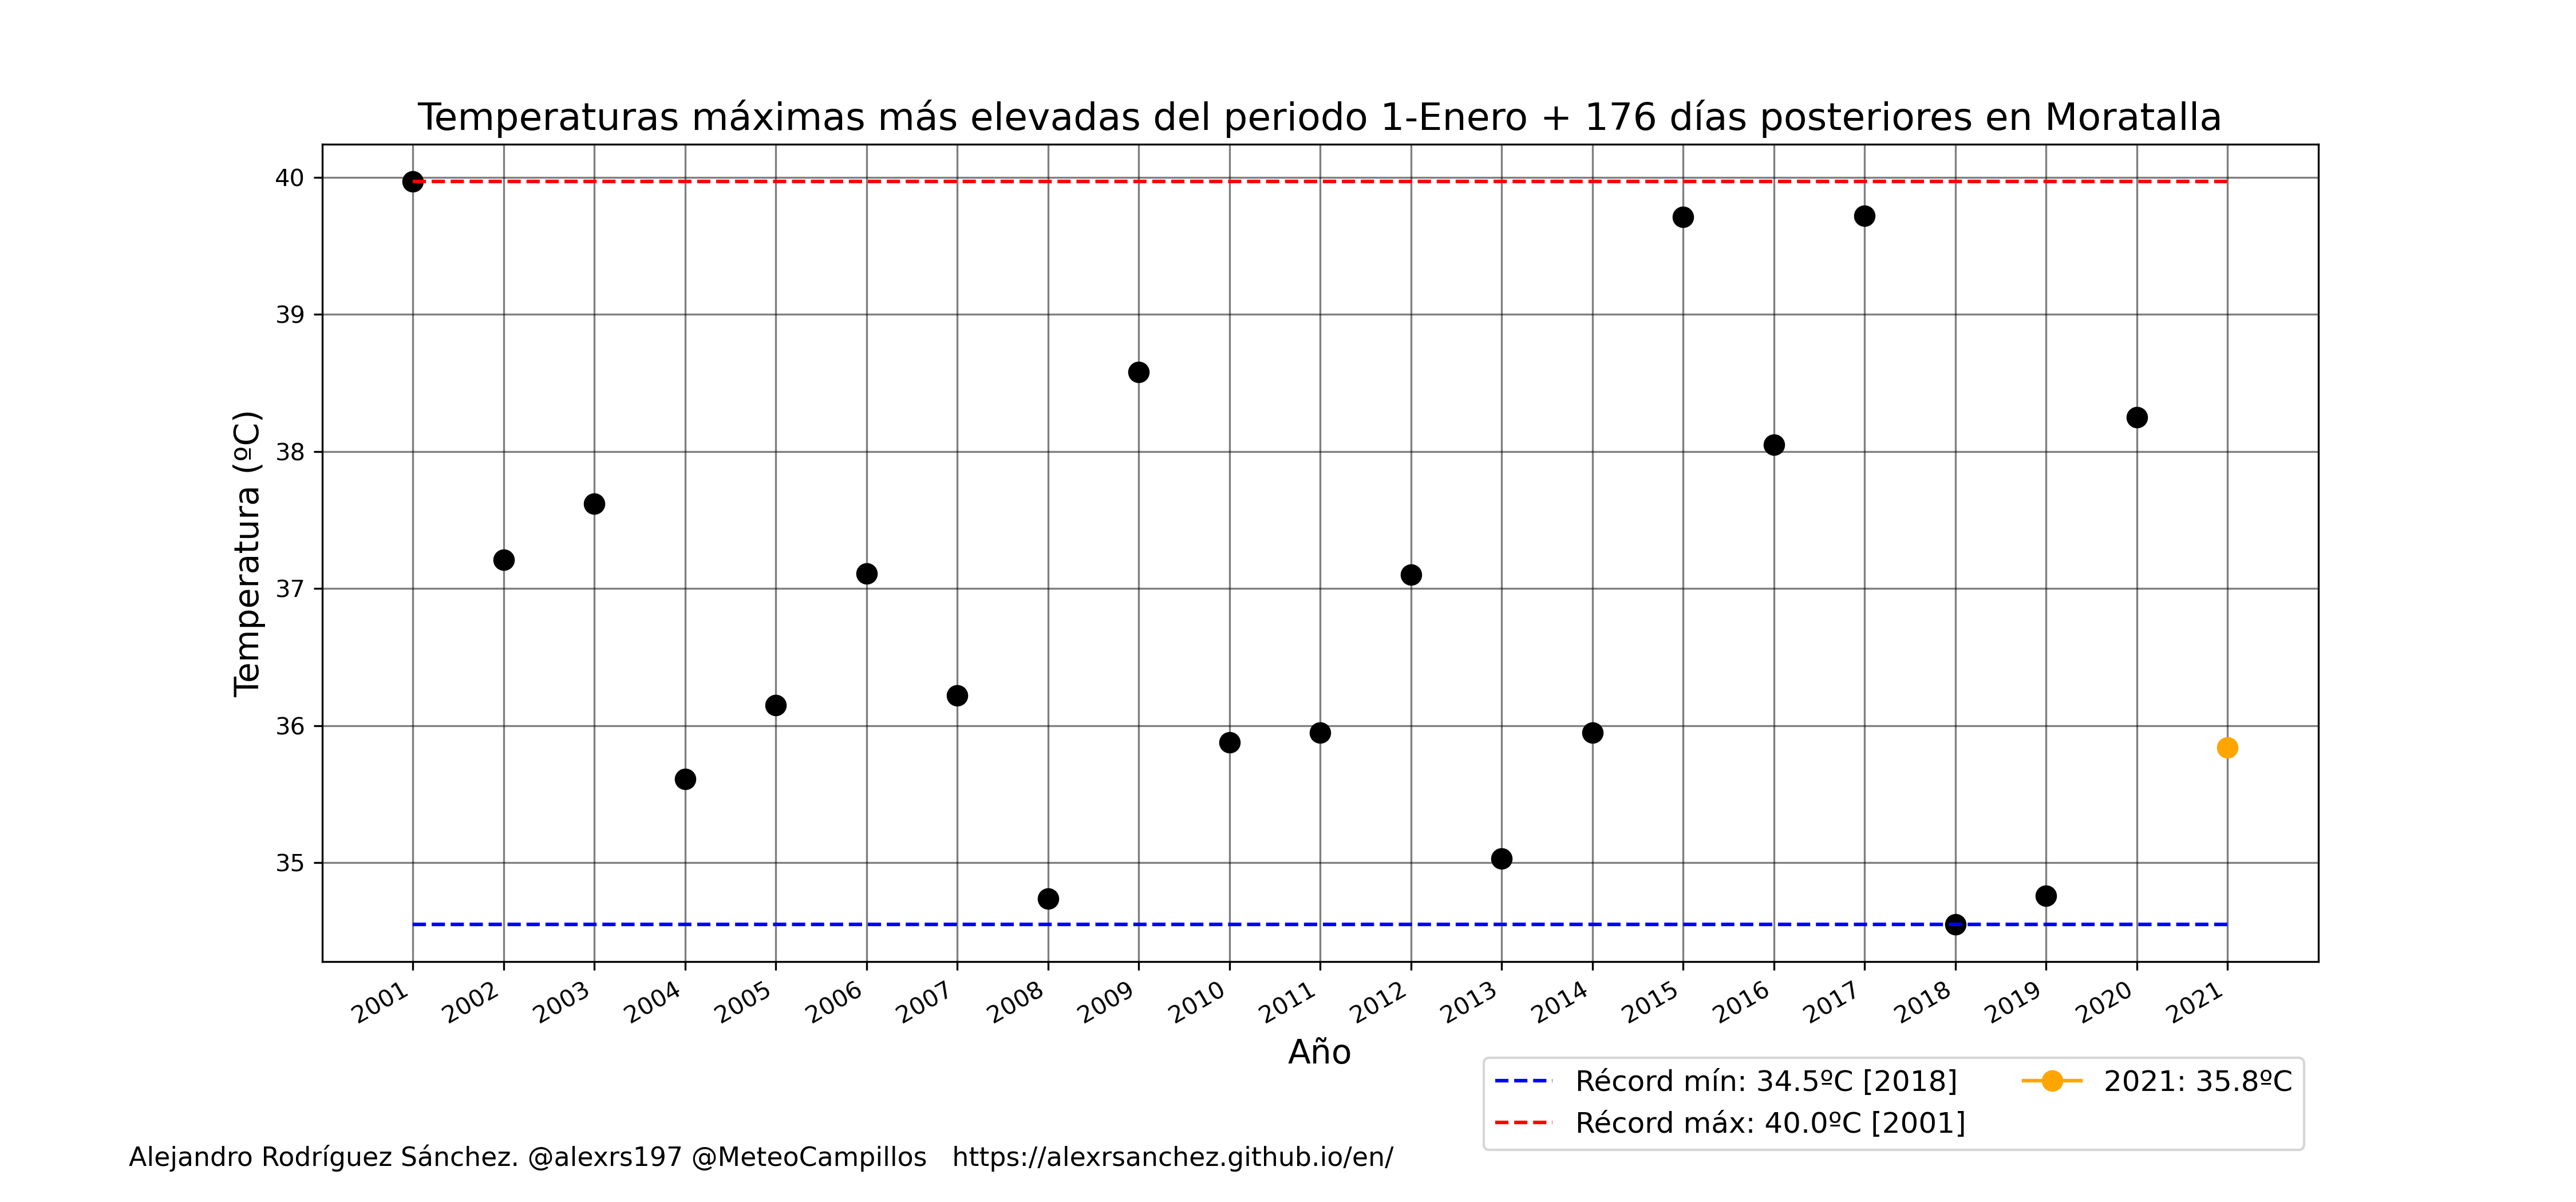 Temperaturas máximas más elevadas del periodo 1-Enero + 176 días posteriores en Moratalla
Temperatura (ºC)
40
39
38
37
36
35
2001 2002 2003 2004 2005 2006 2007 2008 2009 2010 2011 2012 2013 2014 2015 2016 2017 2018 2019 2020 2021
Año
Récord mín: 34.5ºC [2018]
Récord máx: 40.0ºC [2001]
2021: 35.8ºC
Alejandro Rodríguez Sánchez. @alexrs197 @MeteoCampillos https://alexrsanchez.github.io/en/